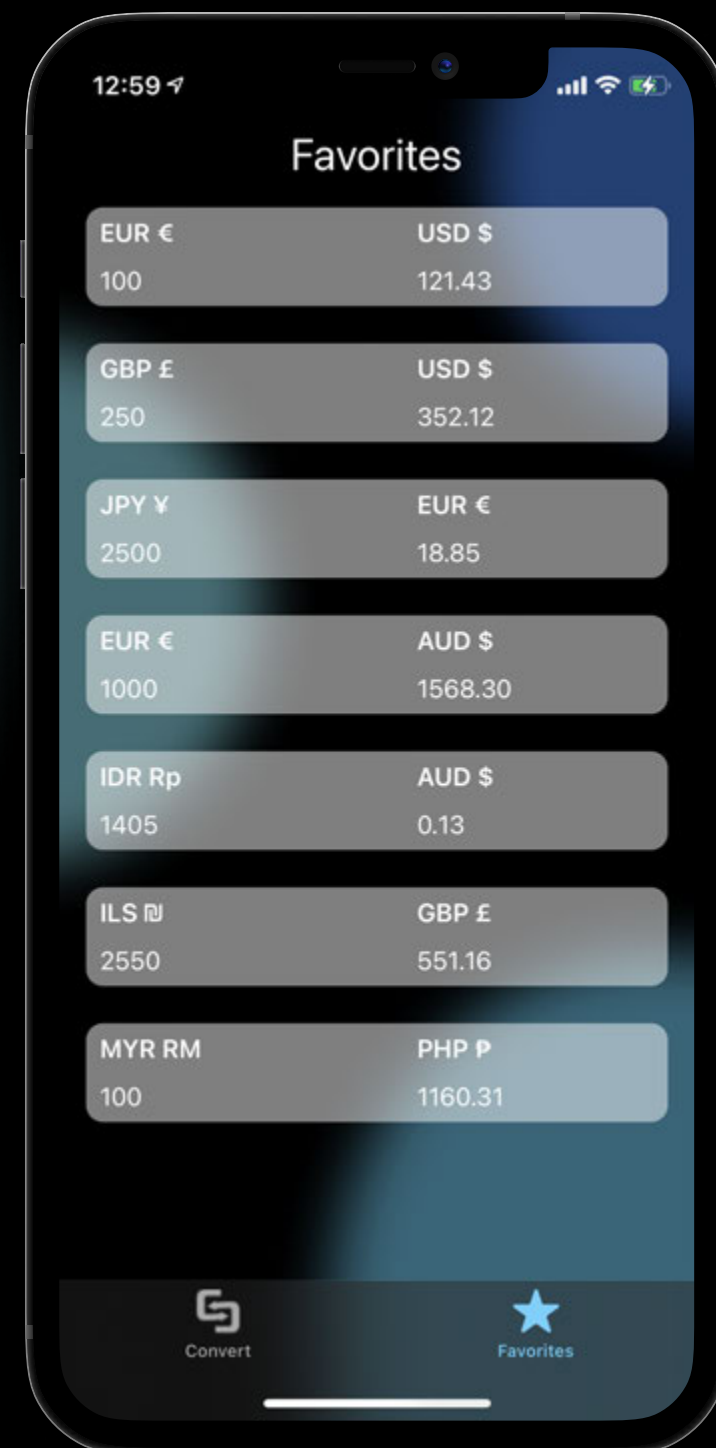 12:59
Favorites
EUR € USD $
100 121.43
GBP £ USD $
250 352.12
JPY ¥ EUR €
2500 18.85
EUR € AUD $
1000 1568.30
IDR Rp AUD $
1405 0.13
ILS ₪ GBP £
2550 551.16
MYR RM PHP ₱
100 1160.31
Convert Favorites